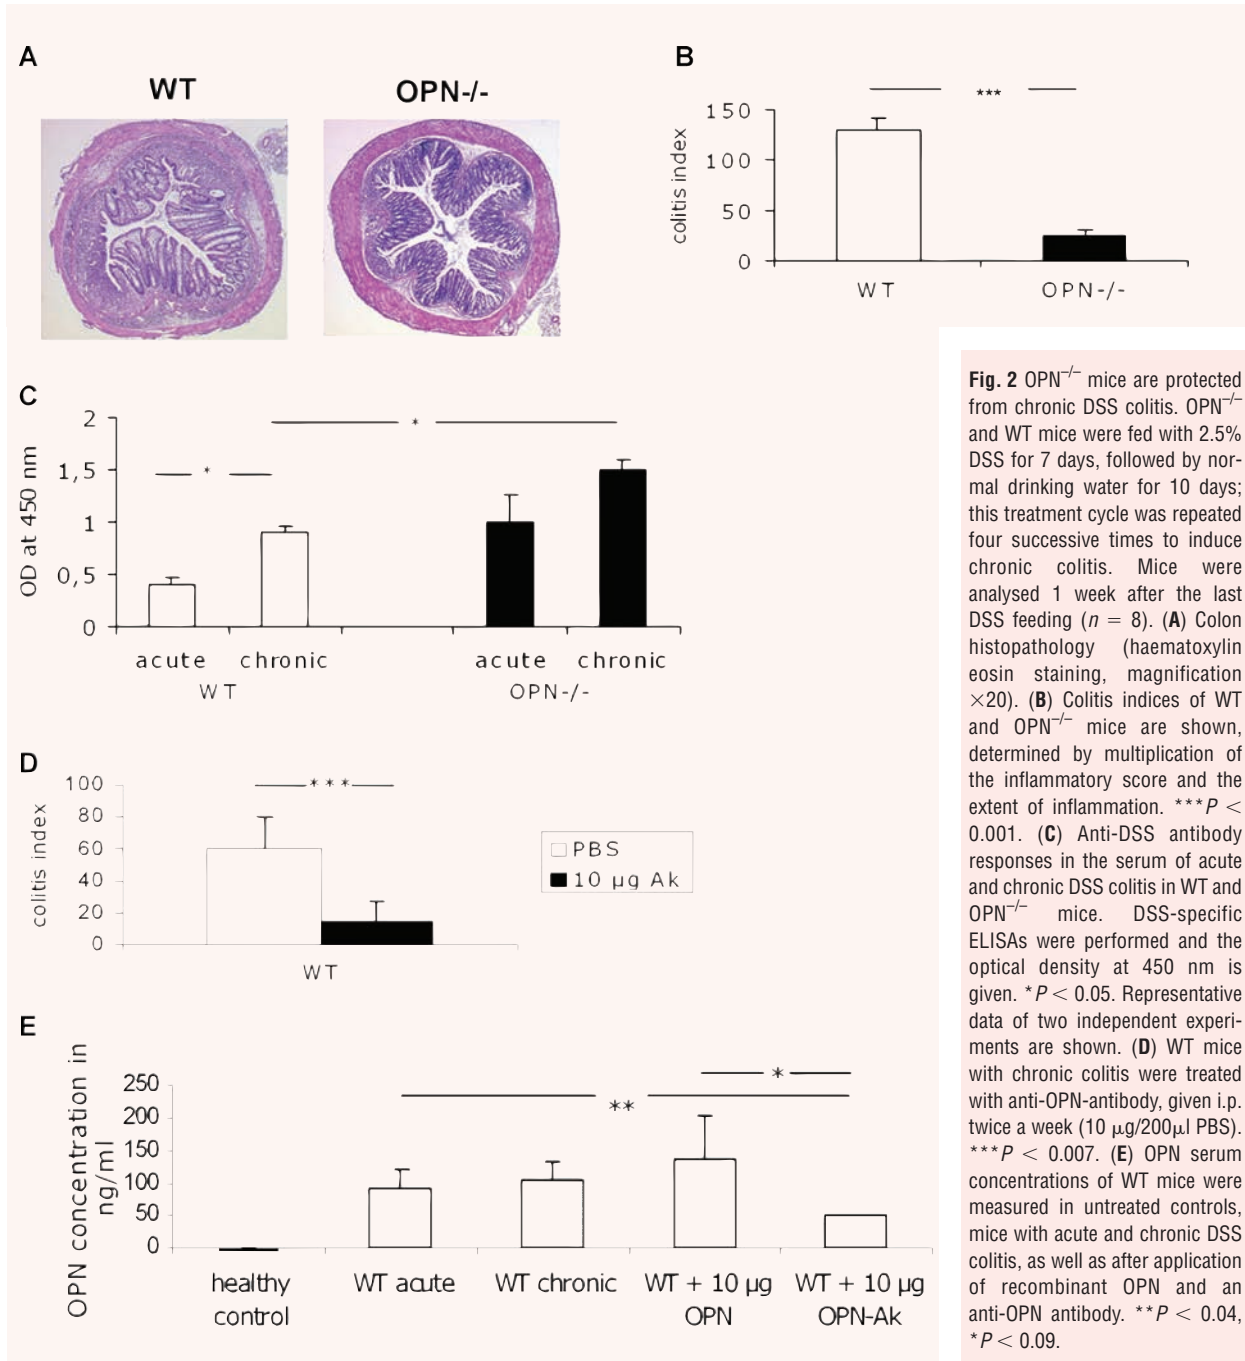 A
WT
OPN-/-
B
***
150
100
50
0
colitis index
WT
OPN-/-
C
2
1,5
1
0,5
0
OD at 450 nm
*
*
acute
chronic
acute
chronic
WT
OPN-/-
D
100
80
60
40
20
0
colitis index
***
PBS
10 µg Ak
WT
E
OPN concentration in
ng/ml
250
200
150
100
50
0
*
**
healthy
control
WT acute
WT chronic
WT + 10 µg
OPN
WT + 10 µg
OPN-Ak
Fig. 2 OPN–/– mice are protected
from chronic DSS colitis. OPN–/–
and WT mice were fed with 2.5%
DSS for 7 days, followed by nor-
mal drinking water for 10 days;
this treatment cycle was repeated
four successive times to induce
chronic colitis. Mice were
analysed 1 week after the last
DSS feeding (n = 8). (A) Colon
histopathology (haematoxylin
eosin staining, magnification
×20). (B) Colitis indices of WT
and OPN–/– mice are shown,
determined by multiplication of
the inflammatory score and the
extent of inflammation. ***P <
0.001. (C) Anti-DSS antibody
responses in the serum of acute
and chronic DSS colitis in WT and
OPN–/– mice. DSS-specific
ELISAs were performed and the
optical density at 450 nm is
given. *P < 0.05. Representative
data of two independent experi-
ments are shown. (D) WT mice
with chronic colitis were treated
with anti-OPN-antibody, given i.p.
twice a week (10 µg/200µl PBS).
***P < 0.007. (E) OPN serum
concentrations of WT mice were
measured in untreated controls,
mice with acute and chronic DSS
colitis, as well as after application
of recombinant OPN and an
anti-OPN antibody. **P < 0.04,
*P < 0.09.